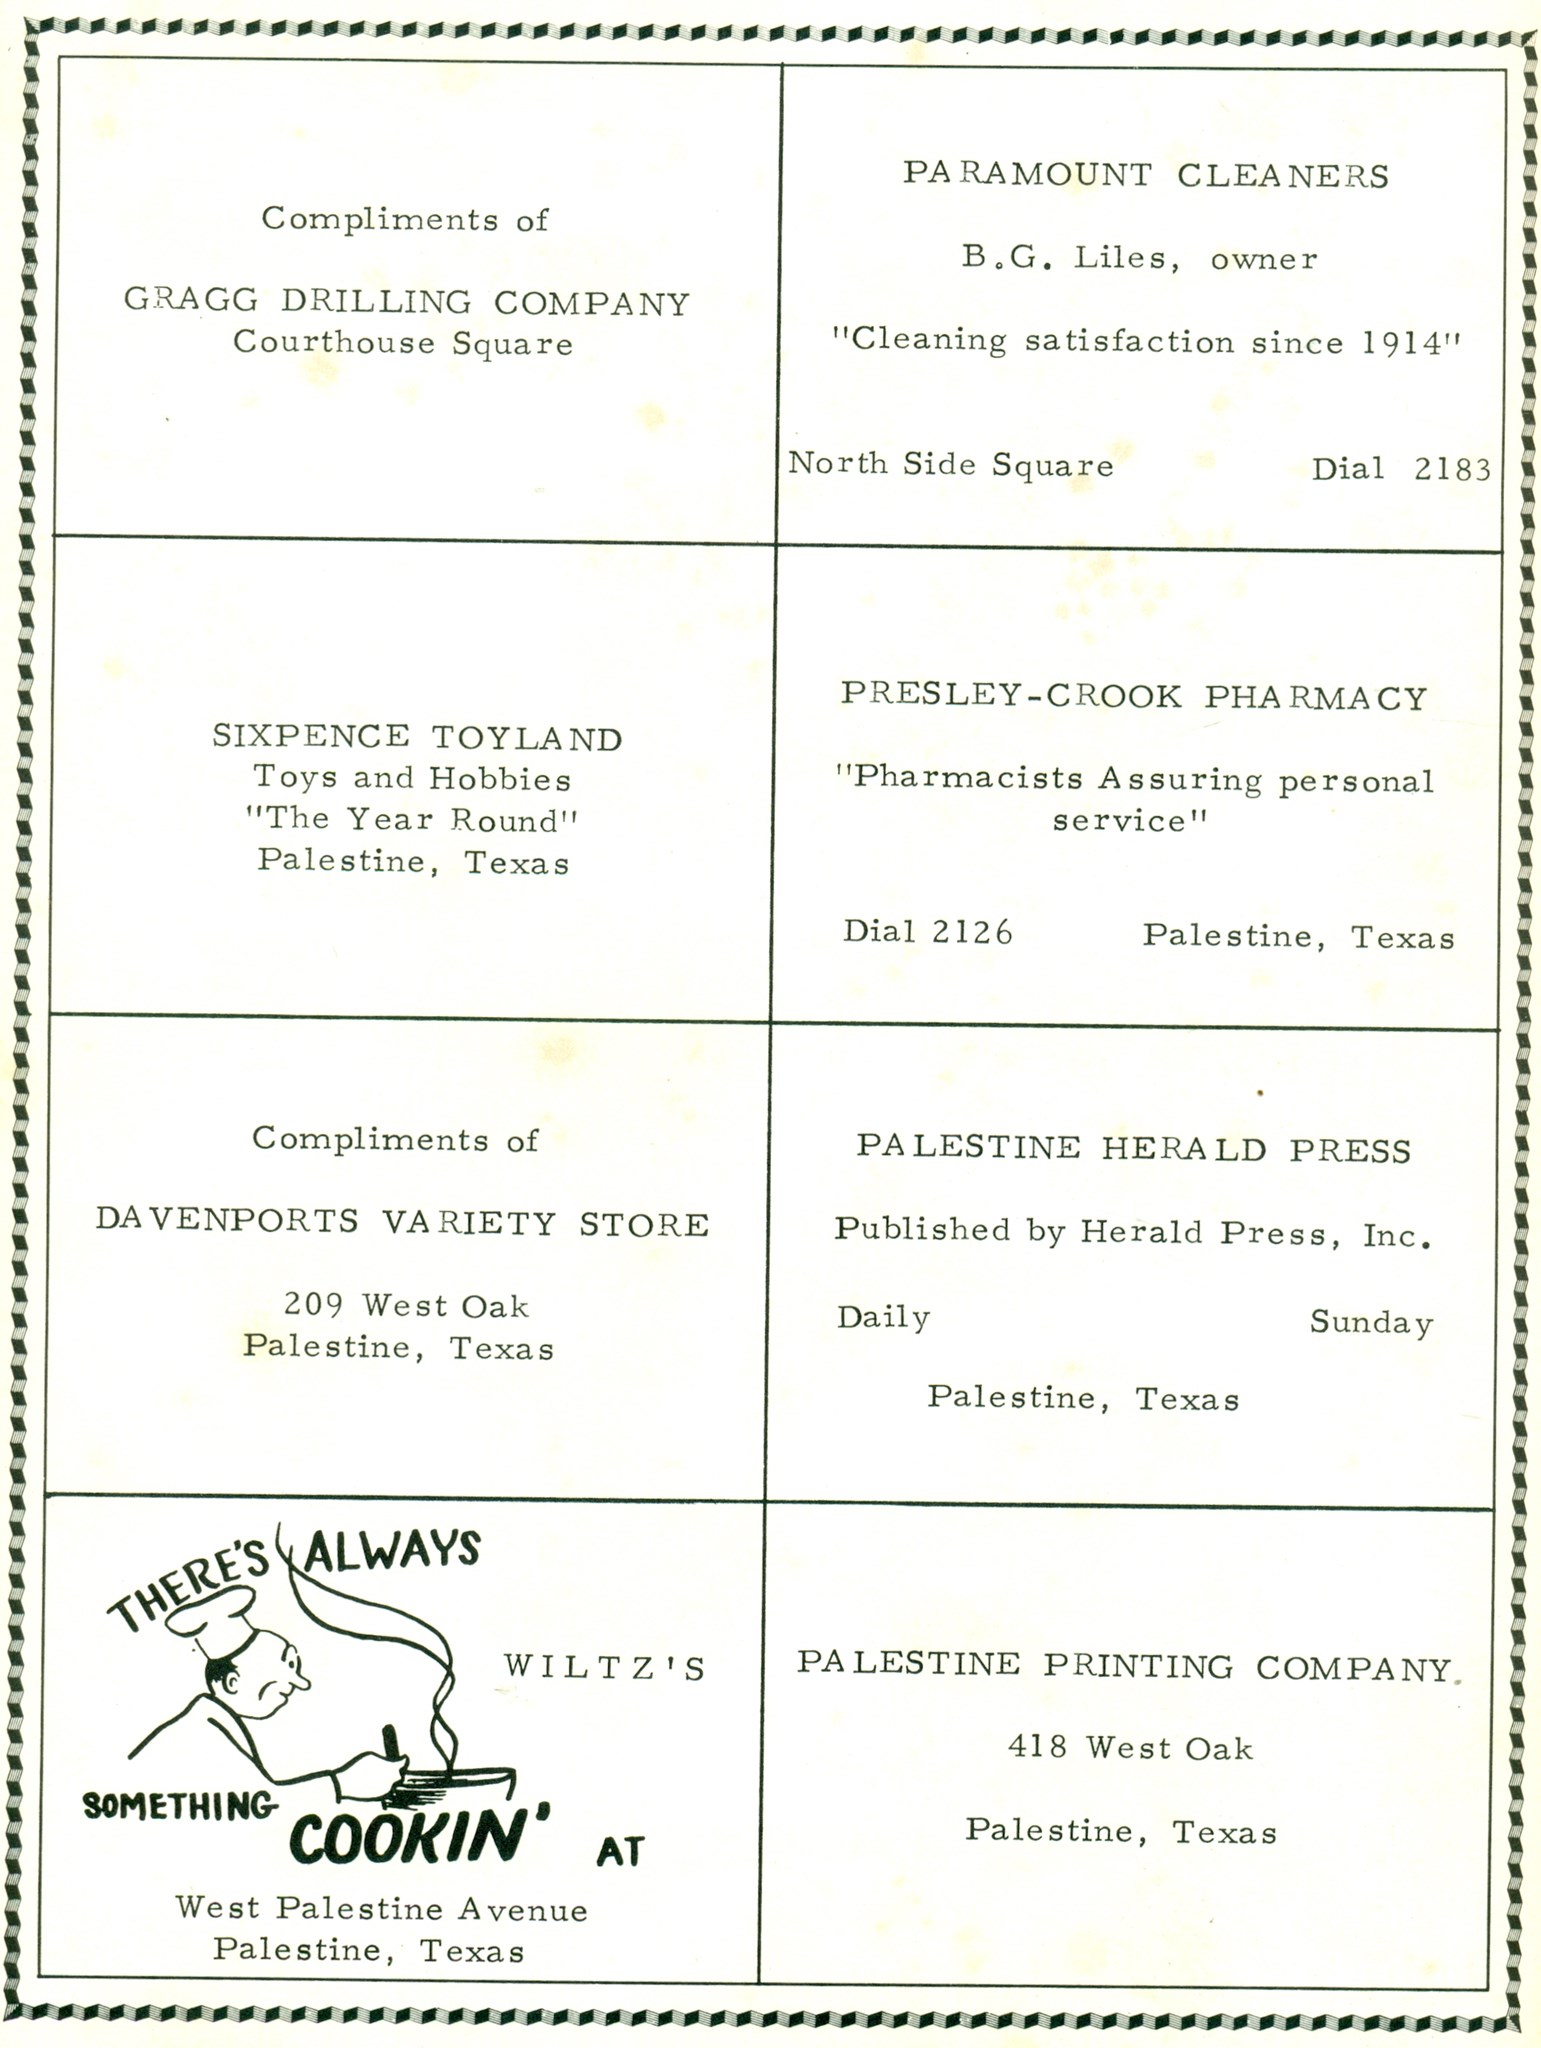 Compliments of
GRAGG DRILLING COMPANY
Courthouse Square
PARAMOUNT CLEANERS
B.G. Liles, owner
"Cleaning satisfaction since 1914"
North Side Square Dial 2183
SIXPENCE TOYLAND
Toys and Hobbies
"The Year Round"
Palestine, Texas
PRESLEY-CROOK PHARMACY
"Pharmacists Assuring personal
service"
Dial 2126 Palestine, Texas
Compliments of
DAVENPORTS VARIETY STORE
209 West Oak
Palestine, Texas
PALESTINE HERALD PRESS
Published by Herald Press, Inc.
Daily Sunday
Palestine, Texas
THERE'S ALWAYS
WILTZ'S
SOMETHING
COOKIN' AT
West Palestine Avenue
Palestine, Texas
PALESTINE PRINTING COMPANY.
418 West Oak
Palestine, Texas